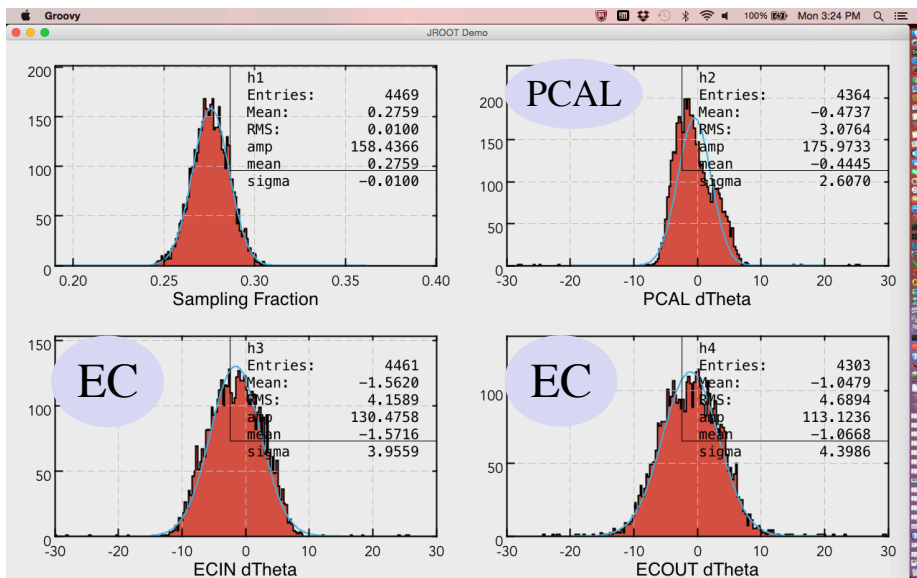 Groovy
100% Mon 3:24 PM
JROOT Demo
200
150
100
50
0
0.20 0.25 0.30 0.35 0.40
Sampling Fraction
h1
Entries: 4469
Mean: 0.2759
RMS: 0.0100
amp 158.4366
mean 0.2759
sigma -0.0100
PCAL
200
150
100
50
0
-30 -20 -10 0 10 20 30
PCAL dTheta
h2
Entries: 4364
Mean: -0.4737
RMS: 3.0764
amp 175.9733
mean -0.4445
sigma 2.6070
EC
150
100
50
0
-30 -20 -10 0 10 20 30
ECIN dTheta
h3
Entries: 4461
Mean: -1.5620
RMS: 4.1589
amp 130.4758
mean -1.5716
sigma 3.9559
EC
100
50
0
-30 -20 -10 0 10 20 30
ECOUT dTheta
h4
Entries: 4303
Mean: -1.0479
RMS: 4.6894
amp 113.1236
mean -1.0668
sigma 4.3986